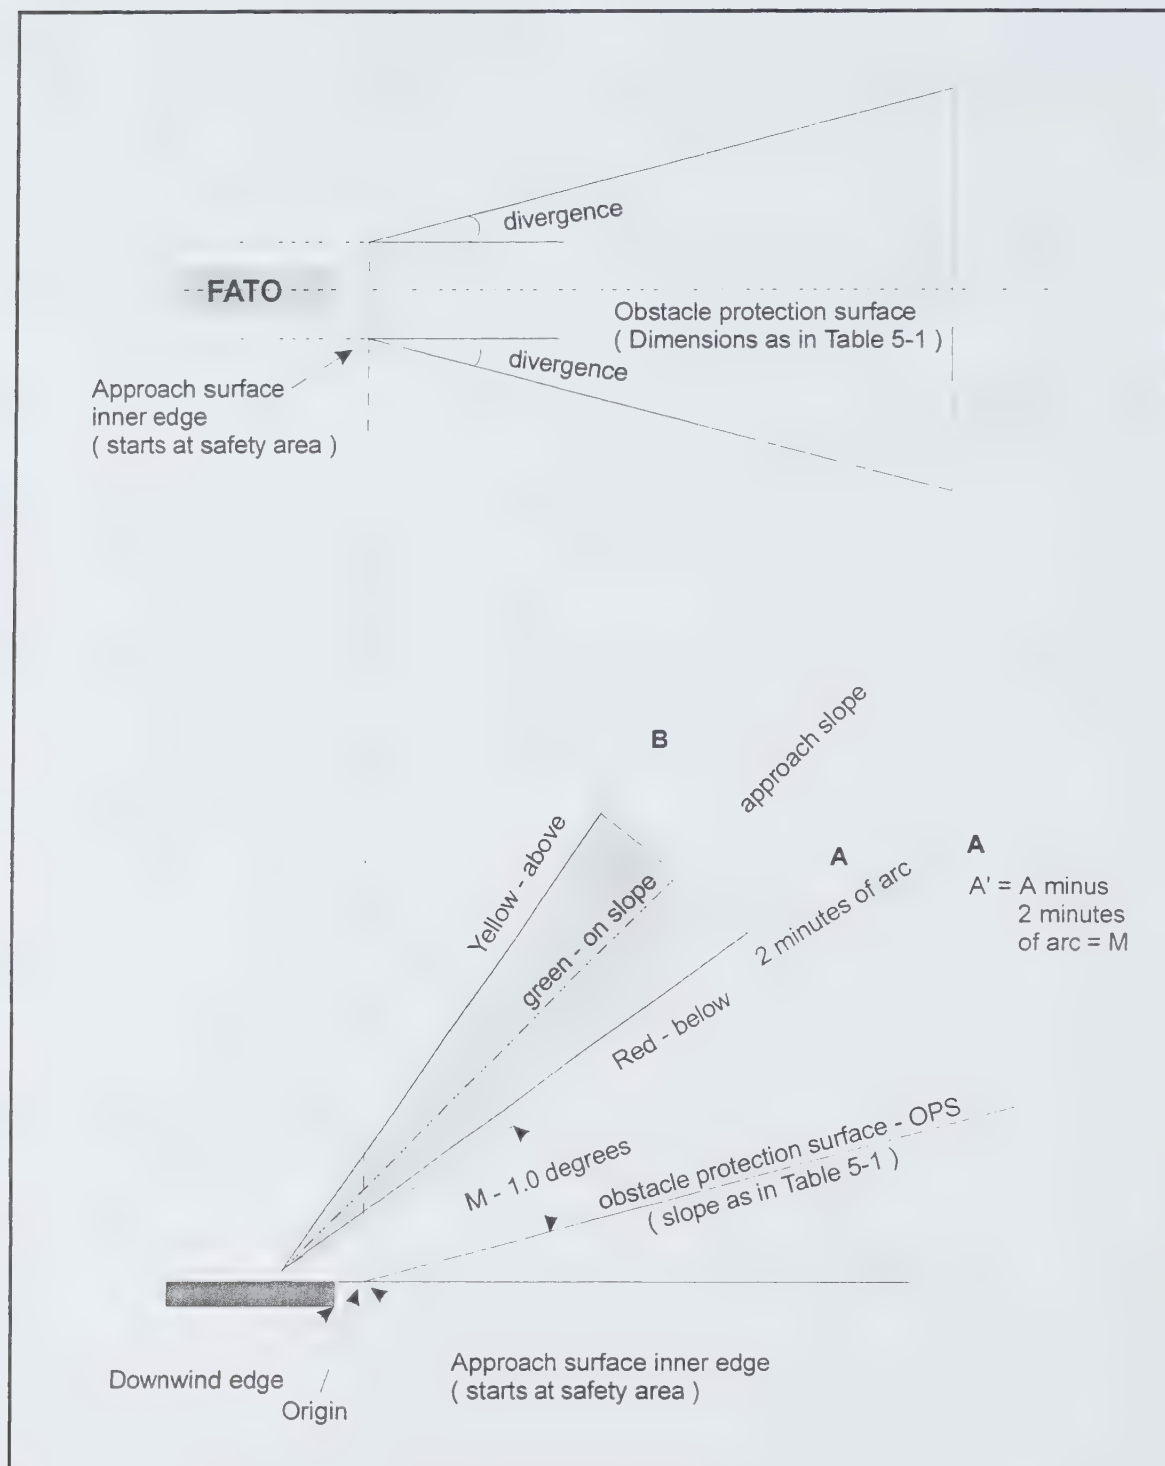 divergence
FATO
Obstacle protection surface
( Dimensions as in Table 5-1 )
divergence
Approach surface
inner edge
( starts at safety area )
B
approach slope
Yellow - above
green - on slope
A
2 minutes of arc
A
A' = A minus
2 minutes
of arc = M
Red - below
M - 1.0 degrees
obstacle protection surface - OPS
( slope as in Table 5-1 )
Downwind edge
Origin
Approach surface inner edge
( starts at safety area )